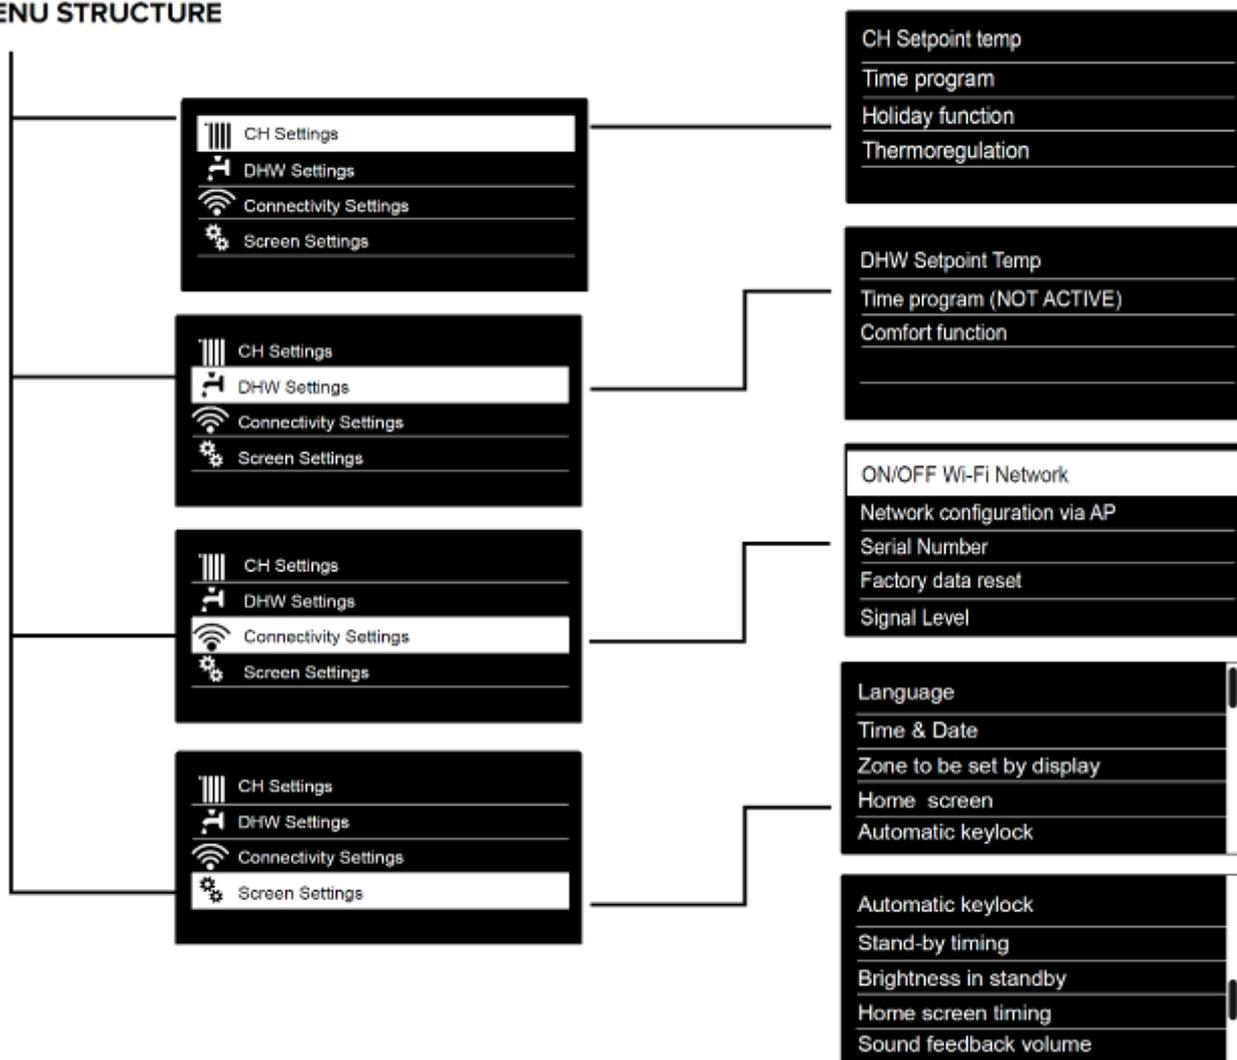 ENU STRUCTURE
CH Settings
DHW Settings
Connectivity Settings
Screen Settings
CH Setpoint temp
Time program
Holiday function
Thermoregulation
CH Settings
DHW Settings
Connectivity Settings
Screen Settings
DHW Setpoint Temp
Time program (NOT ACTIVE)
Comfort function
CH Settings
DHW Settings
Connectivity Settings
Screen Settings
ON/OFF Wi-Fi Network
Network configuration via AP
Serial Number
Factory data reset
Signal Level
CH Settings
DHW Settings
Connectivity Settings
Screen Settings
Language
Time & Date
Zone to be set by display
Home screen
Automatic keylock
Automatic keylock
Stand-by timing
Brightness in standby
Home screen timing
Sound feedback volume